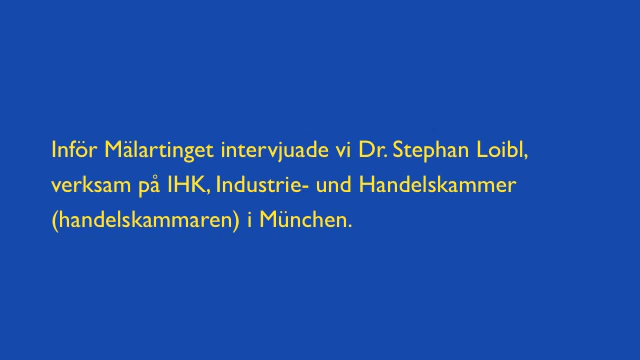 Inför Mälartinget intervjuade vi Dr. Stephan Loibl,
verksam på IHK, Industrie- und Handelskammer
(handelskammaren) i München.